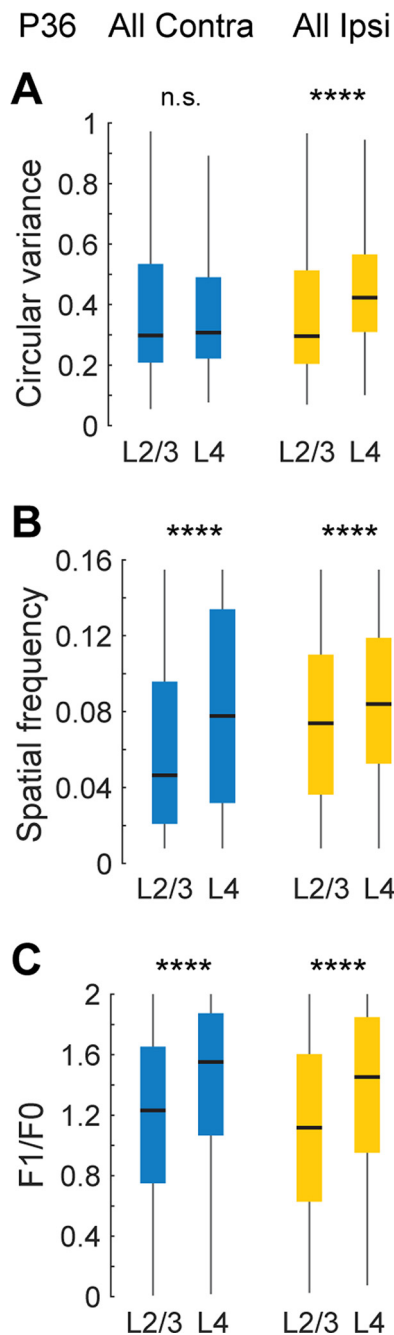 P36 All Contra All Ipsi
A
n.s. ****
Circular variance
1
0.8
0.6
0.4
0.2
0
L2/3 L4 L2/3 L4
B
**** ****
Spatial frequency
0.16
0.12
0.08
0.04
0
L2/3 L4 L2/3 L4
C
**** ****
F1/F0
2
1.6
1.2
0.8
0.4
0
L2/3 L4 L2/3 L4